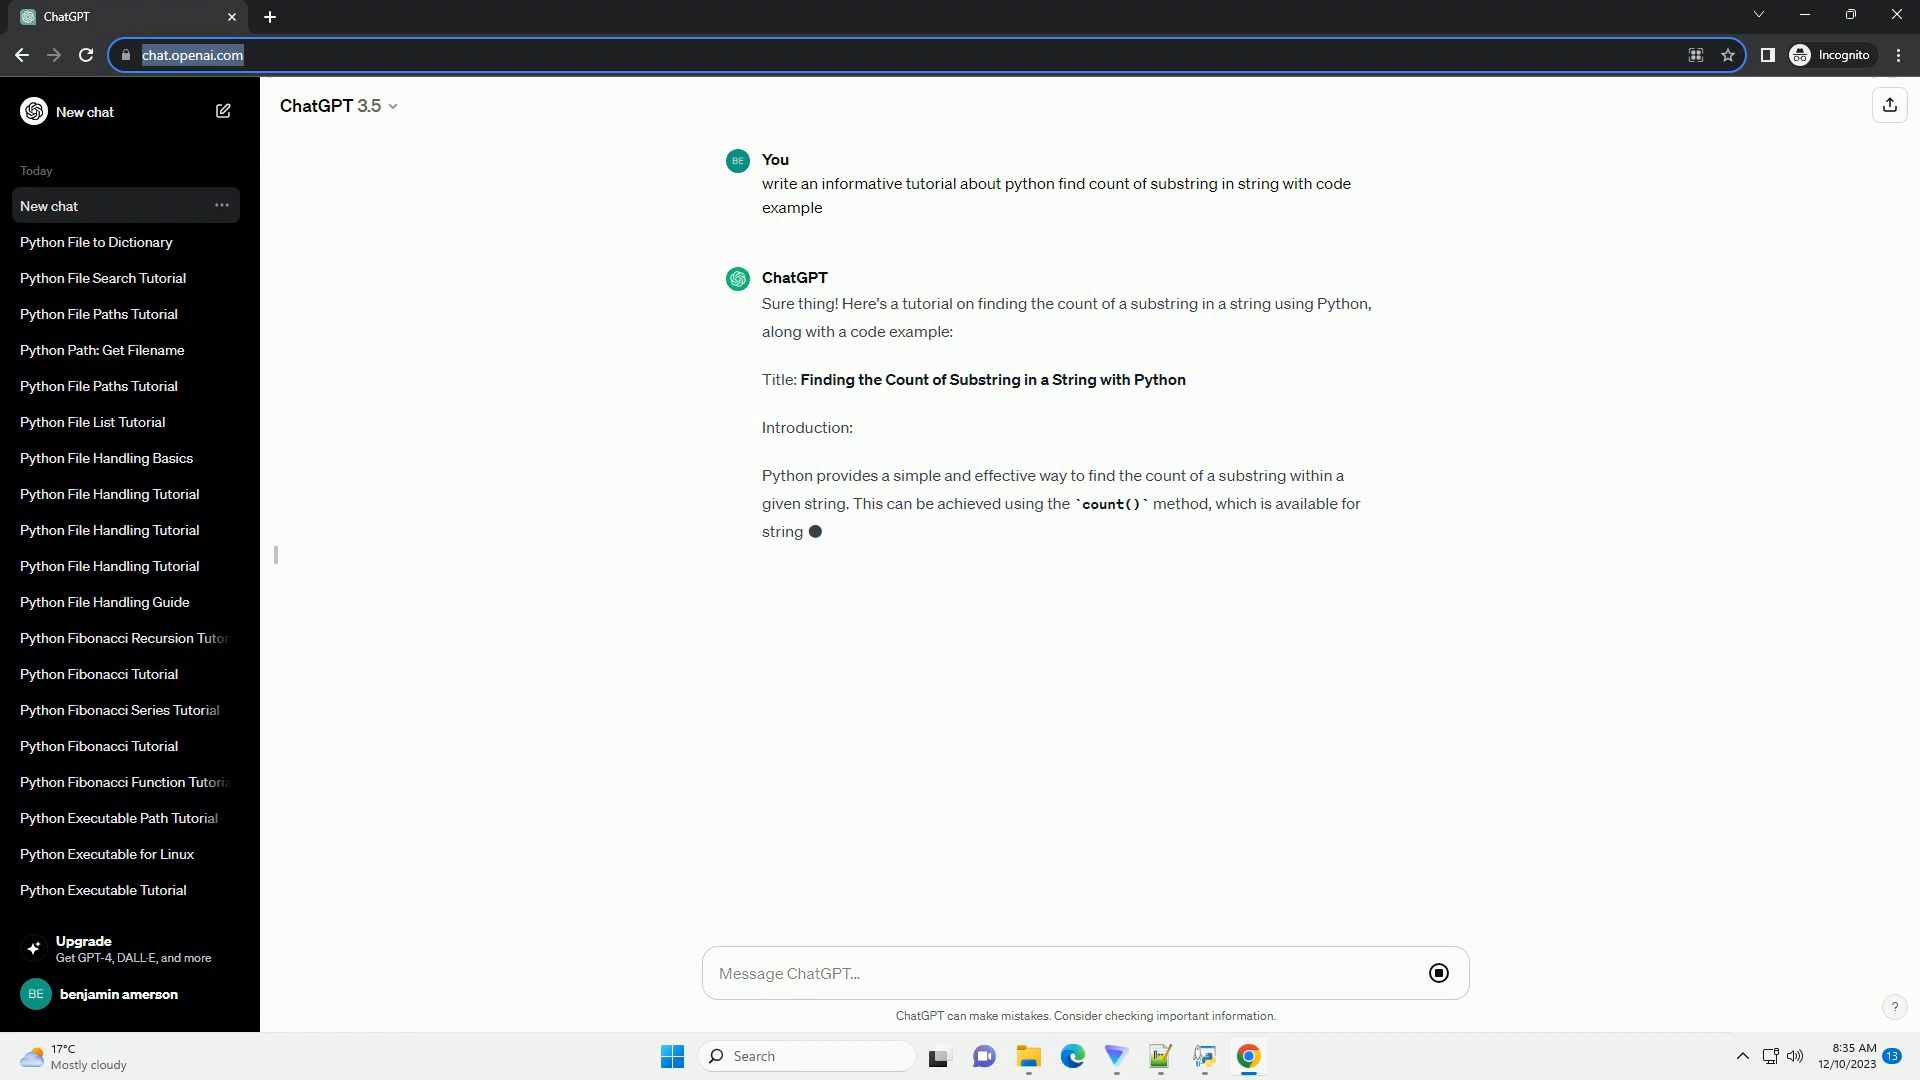 ChatGPT
chat.openai.com
Incognito
New chat
Today
New chat
Python File to Dictionary
Python File Search Tutorial
Python File Paths Tutorial
Python Path: Get Filename
Python File Paths Tutorial
Python File List Tutorial
Python File Handling Basics
Python File Handling Tutorial
Python File Handling Tutorial
Python File Handling Tutorial
Python File Handling Guide
Python Fibonacci Recursion Tutor
Python Fibonacci Tutorial
Python Fibonacci Series Tutorial
Python Fibonacci Tutorial
Python Fibonacci Function Tutoria
Python Executable Path Tutorial
Python Executable for Linux
Python Executable Tutorial
Upgrade
Get GPT-4, DALL·E, and more
BE benjamin amerson
ChatGPT 3.5
BE You
write an informative tutorial about python find count of substring in string with code
example
ChatGPT
Sure thing! Here's a tutorial on finding the count of a substring in a string using Python,
along with a code example:
Title: Finding the Count of Substring in a String with Python
Introduction:
Python provides a simple and effective way to find the count of a substring within a
given string. This can be achieved using the `count()` method, which is available for
string
Message ChatGPT...
ChatGPT can make mistakes. Consider checking important information.
?
17°C
Mostly cloudy
Search
8:35 AM
12/10/2023
13